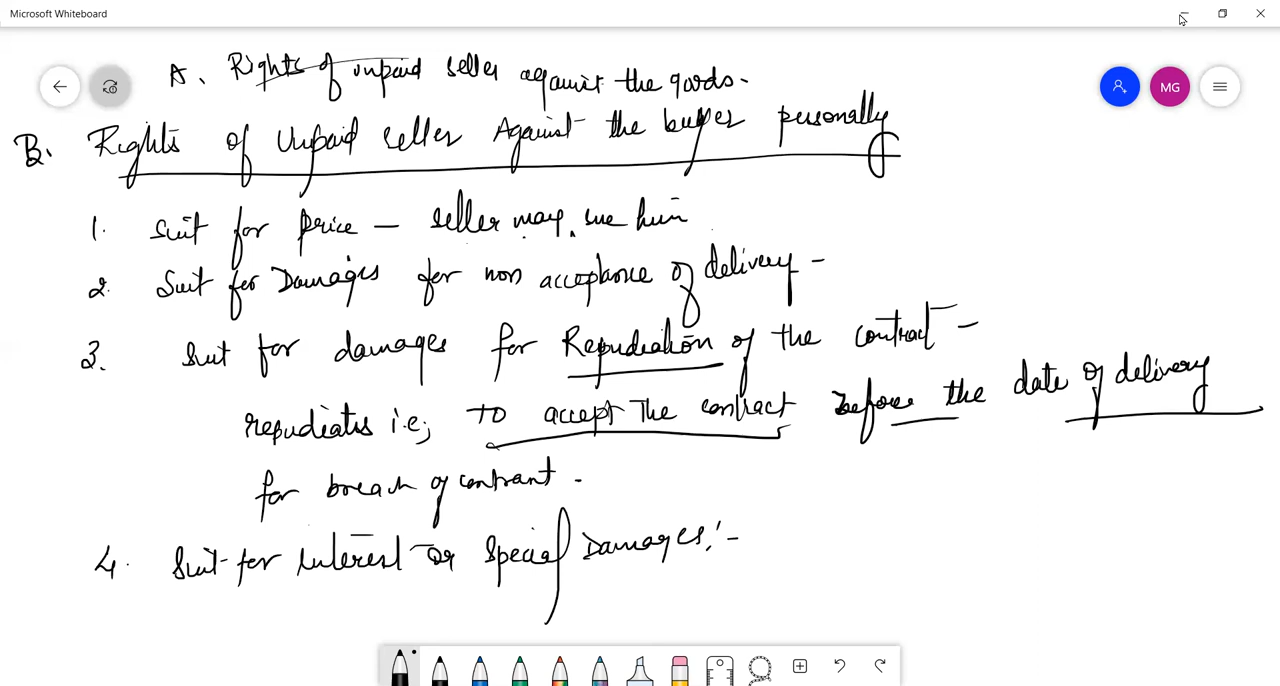 Microsoft Whiteboard
MG
A. Rights of unpaid seller against the goods.
B. Rights of Unpaid seller Against the buyer personally
1. Suit for price - seller may sue him
2. Suit for Damages for non acceptance of delivery -
3. Suit for damages for Repudiation of the contract -
repudiates i.e; to accept the contract before the date of delivery
for breach of contract.
4. Suit for Interest or Special Damages:-